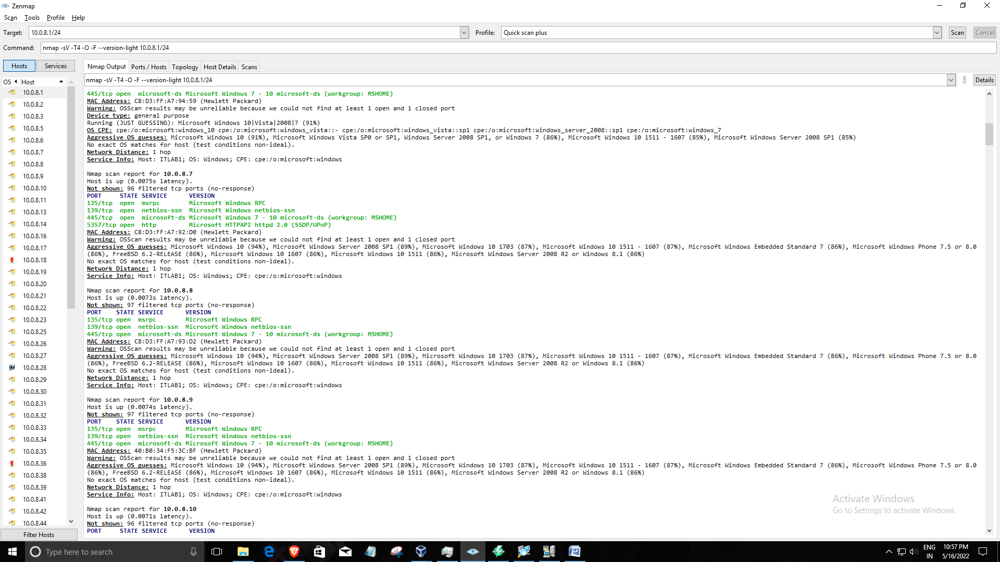 Zenmap
Scan Tools Profile Help
Target: 10.0.8.1/24 Profile: Quick scan plus Scan Cancel
Command: nmap -sV -T4 -O -F --version-light 10.0.8.1/24
Hosts Services
Nmap Output Ports / Hosts Topology Host Details Scans
OS Host
nmap -sV -T4 -O -F --version-light 10.0.8.1/24 Details
10.0.8.1
10.0.8.2
10.0.8.3
10.0.8.5
10.0.8.6
10.0.8.7
10.0.8.8
10.0.8.9
10.0.8.10
10.0.8.11
10.0.8.13
10.0.8.14
10.0.8.16
10.0.8.17
10.0.8.18
10.0.8.19
10.0.8.20
10.0.8.21
10.0.8.22
10.0.8.23
10.0.8.25
10.0.8.26
10.0.8.27
10.0.8.28
10.0.8.29
10.0.8.30
10.0.8.31
10.0.8.32
10.0.8.33
10.0.8.34
10.0.8.35
10.0.8.36
10.0.8.38
10.0.8.39
10.0.8.41
10.0.8.42
10.0.8.44
Filter Hosts
445/tcp open microsoft-ds Microsoft Windows 7 - 10 microsoft-ds (workgroup: MSHOME)
MAC Address: C8:D3:FF:A7:94:59 (Hewlett Packard)
Warning: OSScan results may be unreliable because we could not find at least 1 open and 1 closed port
Device type: general purpose
Running (JUST GUESSING): Microsoft Windows 10|Vista|2008|7 (91%)
OS CPE: cpe:/o:microsoft:windows_10 cpe:/o:microsoft:windows_vista::- cpe:/o:microsoft:windows_vista::sp1 cpe:/o:microsoft:windows_server_2008::sp1 cpe:/o:microsoft:windows_7
Aggressive OS guesses: Microsoft Windows 10 (91%), Microsoft Windows Vista SP0 or SP1, Windows Server 2008 SP1, or Windows 7 (86%), Microsoft Windows 10 1511 - 1607 (85%), Microsoft Windows Server 2008 SP1 (85%)
No exact OS matches for host (test conditions non-ideal).
Network Distance: 1 hop
Service Info: Host: ITLAB1; OS: Windows; CPE: cpe:/o:microsoft:windows
Nmap scan report for 10.0.8.7
Host is up (0.0075s latency).
Not shown: 96 filtered tcp ports (no-response)
PORT STATE SERVICE VERSION
135/tcp open msrpc Microsoft Windows RPC
139/tcp open netbios-ssn Microsoft Windows netbios-ssn
445/tcp open microsoft-ds Microsoft Windows 7 - 10 microsoft-ds (workgroup: MSHOME)
5357/tcp open http Microsoft HTTPAPI httpd 2.0 (SSDP/UPnP)
MAC Address: C8:D3:FF:A7:92:D0 (Hewlett Packard)
Warning: OSScan results may be unreliable because we could not find at least 1 open and 1 closed port
Aggressive OS guesses: Microsoft Windows 10 (94%), Microsoft Windows Server 2008 SP1 (89%), Microsoft Windows 10 1703 (87%), Microsoft Windows 10 1511 - 1607 (87%), Microsoft Windows Embedded Standard 7 (86%), Microsoft Windows Phone 7.5 or 8.0
(86%), FreeBSD 6.2-RELEASE (86%), Microsoft Windows 10 1607 (86%), Microsoft Windows 10 1511 (86%), Microsoft Windows Server 2008 R2 or Windows 8.1 (86%)
No exact OS matches for host (test conditions non-ideal).
Network Distance: 1 hop
Service Info: Host: ITLAB1; OS: Windows; CPE: cpe:/o:microsoft:windows
Nmap scan report for 10.0.8.8
Host is up (0.0073s latency).
Not shown: 97 filtered tcp ports (no-response)
PORT STATE SERVICE VERSION
135/tcp open msrpc Microsoft Windows RPC
139/tcp open netbios-ssn Microsoft Windows netbios-ssn
445/tcp open microsoft-ds Microsoft Windows 7 - 10 microsoft-ds (workgroup: MSHOME)
MAC Address: C8:D3:FF:A7:93:D2 (Hewlett Packard)
Warning: OSScan results may be unreliable because we could not find at least 1 open and 1 closed port
Aggressive OS guesses: Microsoft Windows 10 (94%), Microsoft Windows Server 2008 SP1 (89%), Microsoft Windows 10 1703 (87%), Microsoft Windows 10 1511 - 1607 (87%), Microsoft Windows Embedded Standard 7 (86%), Microsoft Windows Phone 7.5 or 8.0
(86%), FreeBSD 6.2-RELEASE (86%), Microsoft Windows 10 1607 (86%), Microsoft Windows 10 1511 (86%), Microsoft Windows Server 2008 R2 or Windows 8.1 (86%)
No exact OS matches for host (test conditions non-ideal).
Network Distance: 1 hop
Service Info: Host: ITLAB1; OS: Windows; CPE: cpe:/o:microsoft:windows
Nmap scan report for 10.0.8.9
Host is up (0.0074s latency).
Not shown: 97 filtered tcp ports (no-response)
PORT STATE SERVICE VERSION
135/tcp open msrpc Microsoft Windows RPC
139/tcp open netbios-ssn Microsoft Windows netbios-ssn
445/tcp open microsoft-ds Microsoft Windows 7 - 10 microsoft-ds (workgroup: MSHOME)
MAC Address: 40:B0:34:F5:3C:BF (Hewlett Packard)
Warning: OSScan results may be unreliable because we could not find at least 1 open and 1 closed port
Aggressive OS guesses: Microsoft Windows 10 (94%), Microsoft Windows Server 2008 SP1 (89%), Microsoft Windows 10 1703 (87%), Microsoft Windows 10 1511 - 1607 (87%), Microsoft Windows Embedded Standard 7 (86%), Microsoft Windows Phone 7.5 or 8.0
(86%), FreeBSD 6.2-RELEASE (86%), Microsoft Windows 10 1607 (86%), Microsoft Windows 10 1511 (86%), Microsoft Windows Server 2008 R2 or Windows 8.1 (86%)
No exact OS matches for host (test conditions non-ideal).
Network Distance: 1 hop
Service Info: Host: ITLAB1; OS: Windows; CPE: cpe:/o:microsoft:windows
Nmap scan report for 10.0.8.10
Host is up (0.0071s latency).
Not shown: 96 filtered tcp ports (no-response)
PORT STATE SERVICE VERSION
Activate Windows
Go to Settings to activate Windows.
Type here to search
ENG
IN
10:57 PM
5/16/2022